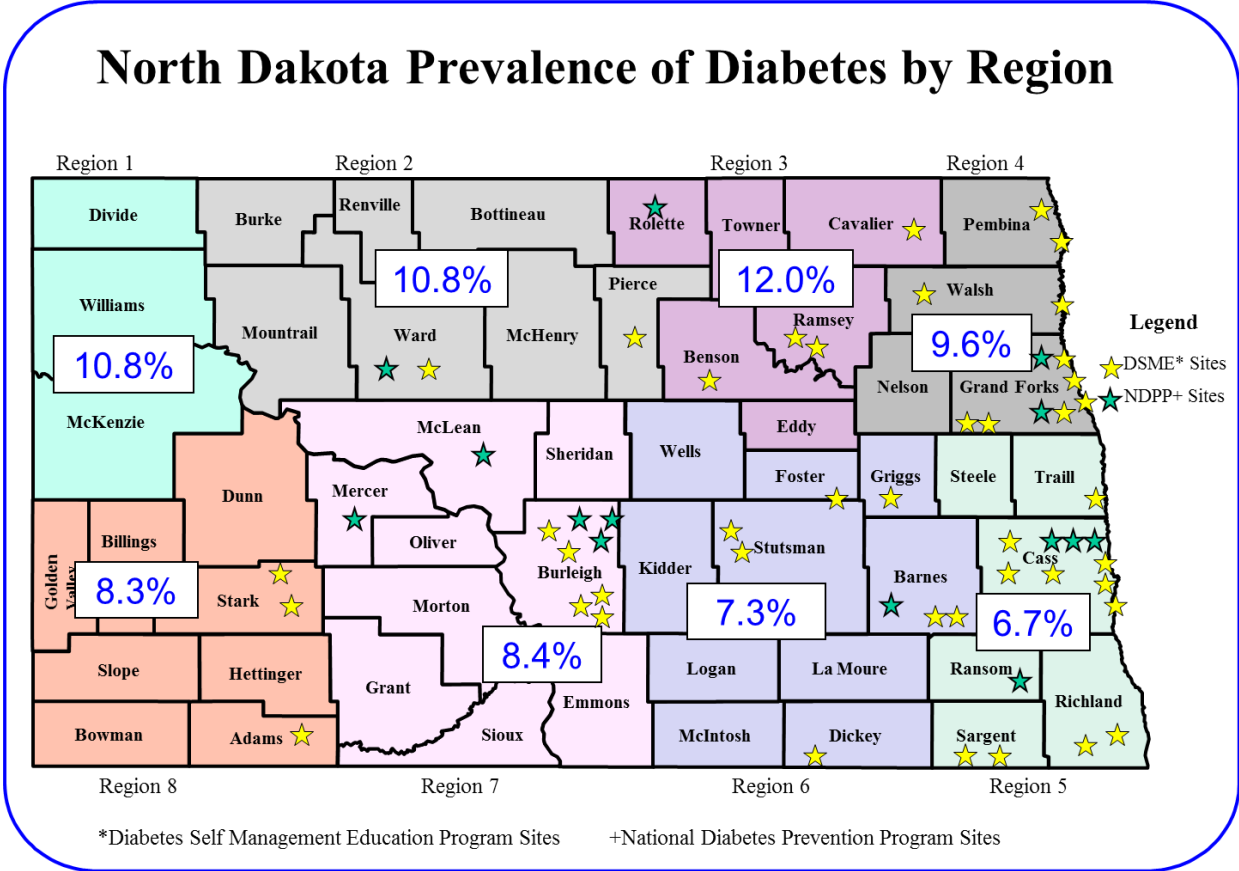 North Dakota Prevalence of Diabetes by Region
Region 1
Region 2
Region 3
Region 4
Divide
Burke
Renville
Bottineau
Rolette
Towner
Cavalier
Pembina
Williams
10.8%
Pierce
12.0%
Walsh
Mountrail
Ward
McHenry
Ramsey
Legend
10.8%
Benson
9.6%
DSME* Sites
Nelson
Grand Forks
NDPP+ Sites
McKenzie
McLean
Eddy
Sheridan
Wells
Dunn
Mercer
Foster
Griggs
Steele
Traill
Billings
Oliver
Stutsman
Cass
Golden Valley
Burleigh
Kidder
Barnes
8.3%
Stark
Morton
7.3%
6.7%
8.4%
Slope
Hettinger
Grant
Logan
La Moure
Ransom
Emmons
Richland
Bowman
Adams
Sioux
McIntosh
Dickey
Sargent
Region 8
Region 7
Region 6
Region 5
*Diabetes Self Management Education Program Sites
+National Diabetes Prevention Program Sites